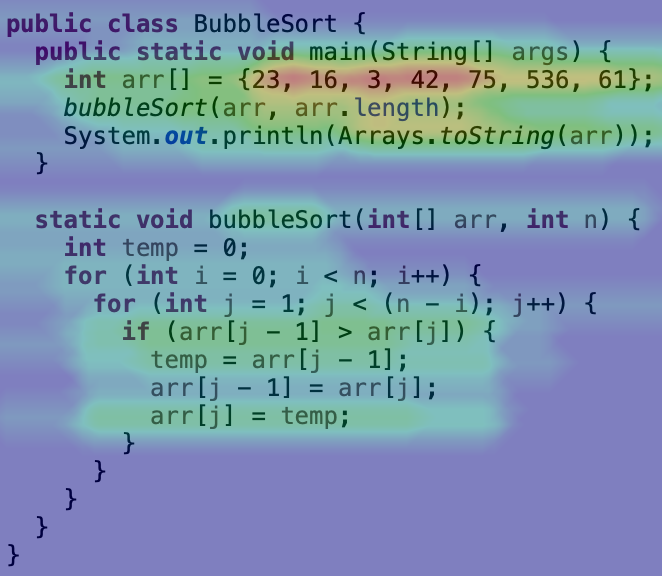 public class BubbleSort {
  public static void main(String[] args) {
    int arr[] = {23, 16, 3, 42, 75, 536, 61};
    bubbleSort(arr, arr.length);
    System.out.println(Arrays.toString(arr));
  }

  static void bubbleSort(int[] arr, int n) {
    int temp = 0;
    for (int i = 0; i < n; i++) {
      for (int j = 1; j < (n - i); j++) {
        if (arr[j - 1] > arr[j]) {
          temp = arr[j - 1];
          arr[j - 1] = arr[j];
          arr[j] = temp;
        }
      }
    }
  }
}